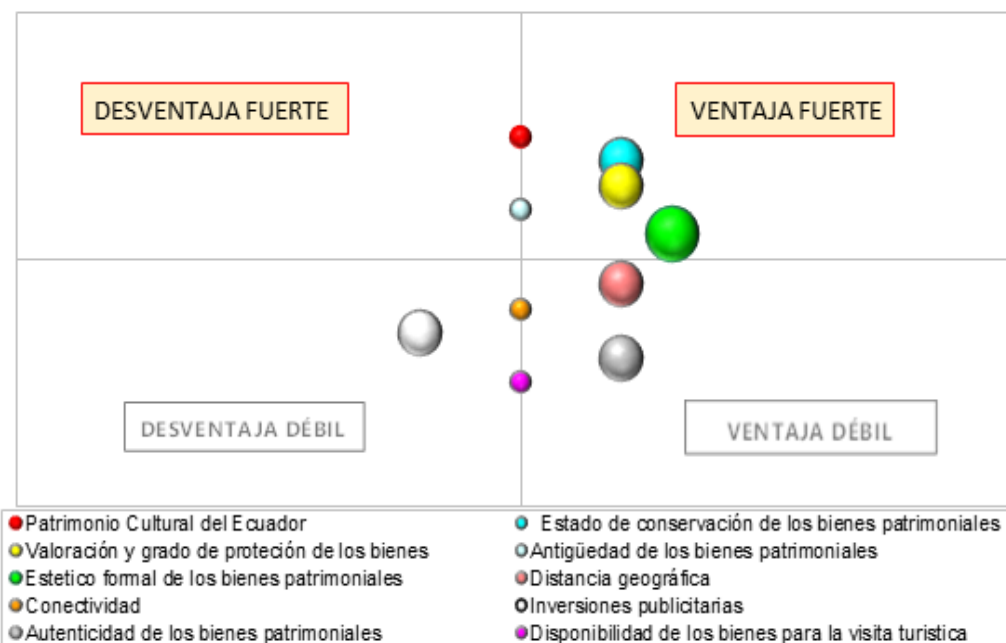 DESVENTAJA FUERTE
VENTAJA FUERTE
DESVENTAJA DÉBIL
VENTAJA DÉBIL
Patrimonio Cultural del Ecuador
Estado de conservación de los bienes patrimoniales
Valoración y grado de proteción de los bienes
Antigüedad de los bienes patrimoniales
Estetico formal de los bienes patrimoniales
Distancia geográfica
Conectividad
Inversiones publicitarias
Autenticidad de los bienes patrimoniales
Disponibilidad de los bienes para la visita turistica